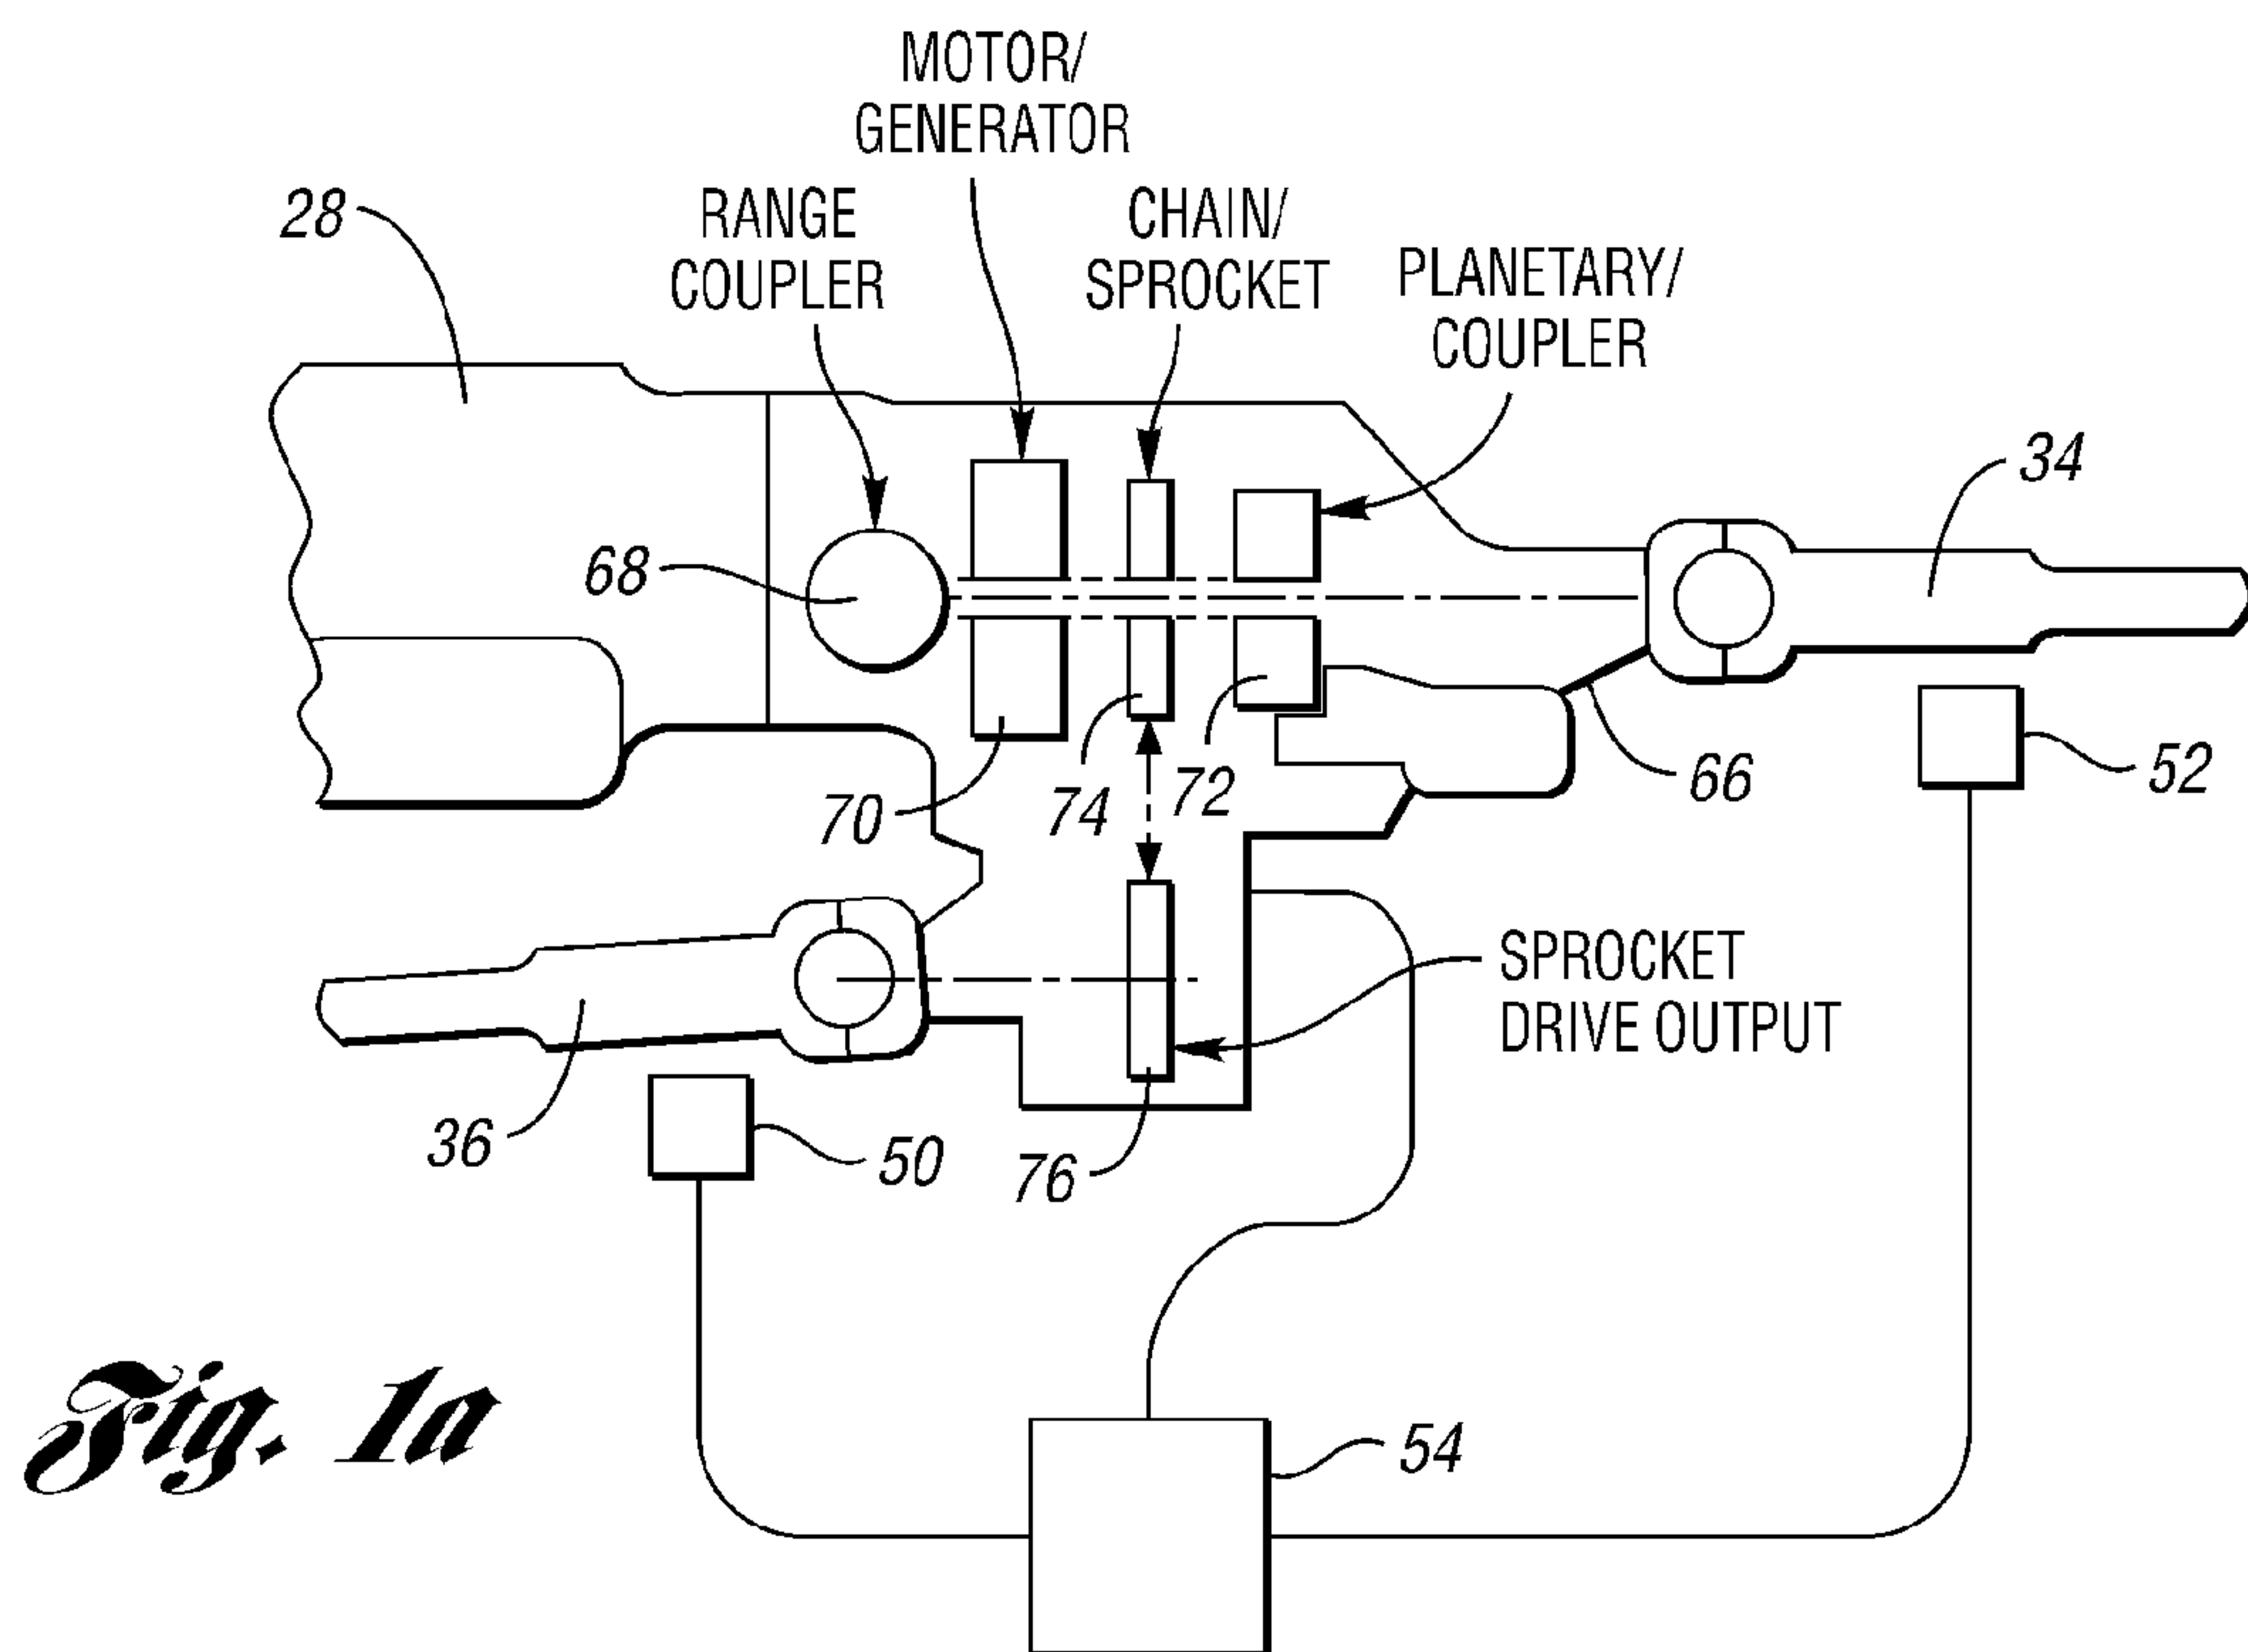 MOTOR/
GENERATOR
28
RANGE
COUPLER
CHAIN/
SPROCKET
PLANETARY/
COUPLER
34
68
70
74
72
66
52
36
50
76
SPROCKET
DRIVE OUTPUT
54
Fig. 1a